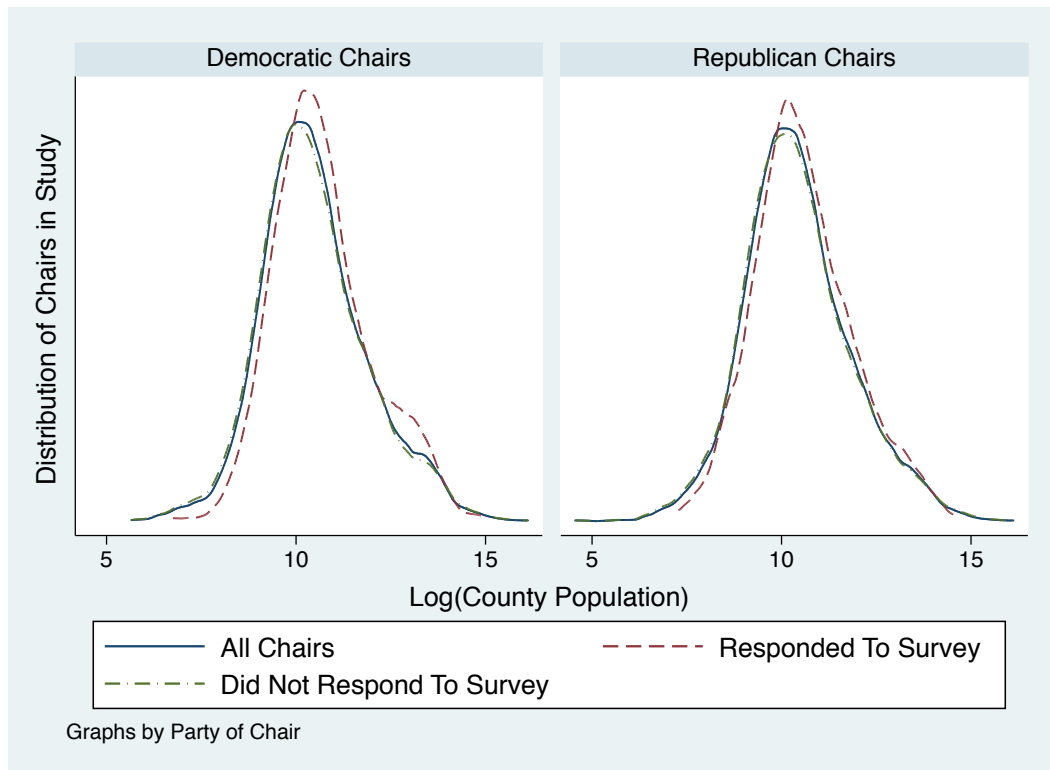 Democratic Chairs
Republican Chairs
Distribution of Chairs in Study
5 10 15
5 10 15
Log(County Population)
All Chairs
Responded To Survey
Did Not Respond To Survey
Graphs by Party of Chair